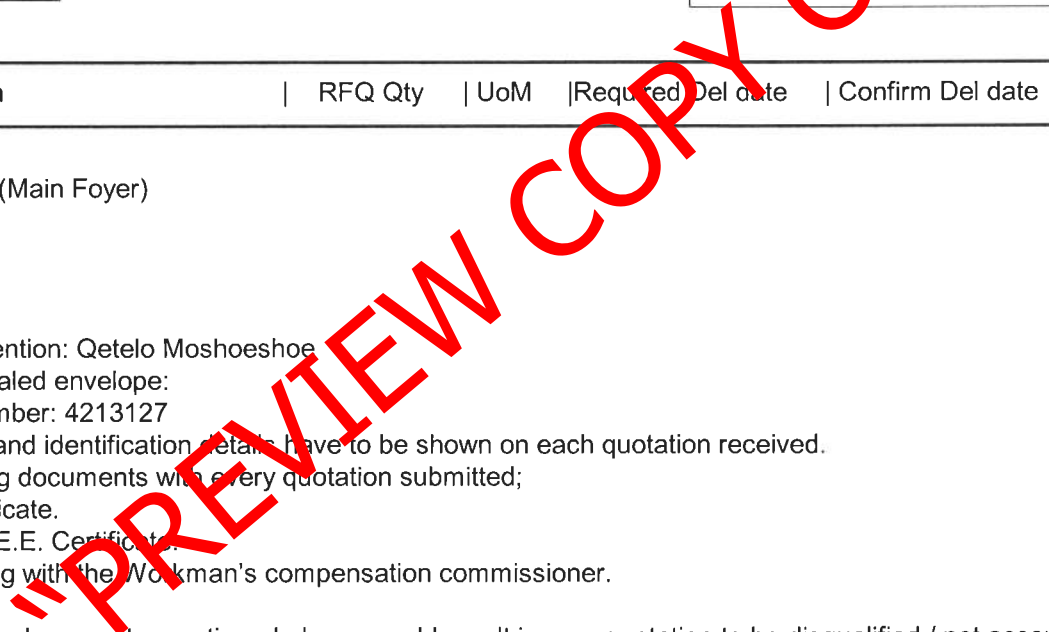 | RFQ Qty | UoM |Required Del date | Confirm Del date
(Main Foyer)
ention: Qetelo Moshoeshoe
aled envelope:
mber: 4213127
and identification details have to be shown on each quotation received.
g documents with every quotation submitted;
icate.
E.E. Certificate.
g with the Workman's compensation commissioner.
"PREVIEW COPY